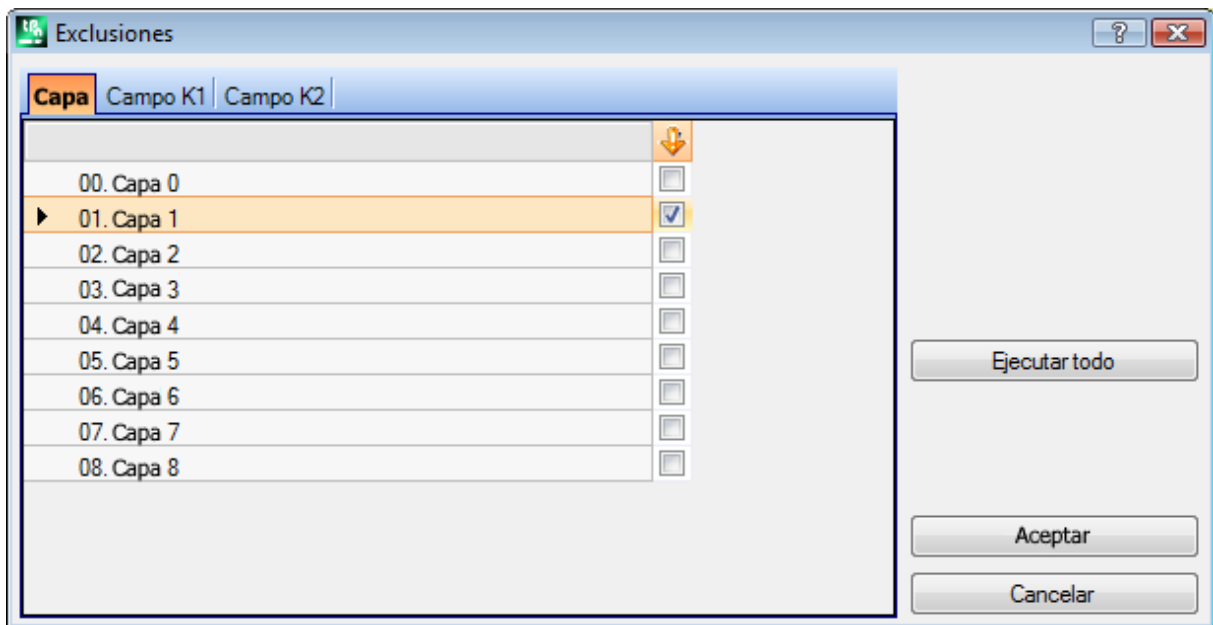 Exclusiones
Capa Campo K1 Campo K2
00. Capa 0
01. Capa 1
02. Capa 2
03. Capa 3
04. Capa 4
05. Capa 5
06. Capa 6
07. Capa 7
08. Capa 8
Ejecutar todo
Aceptar
Cancelar